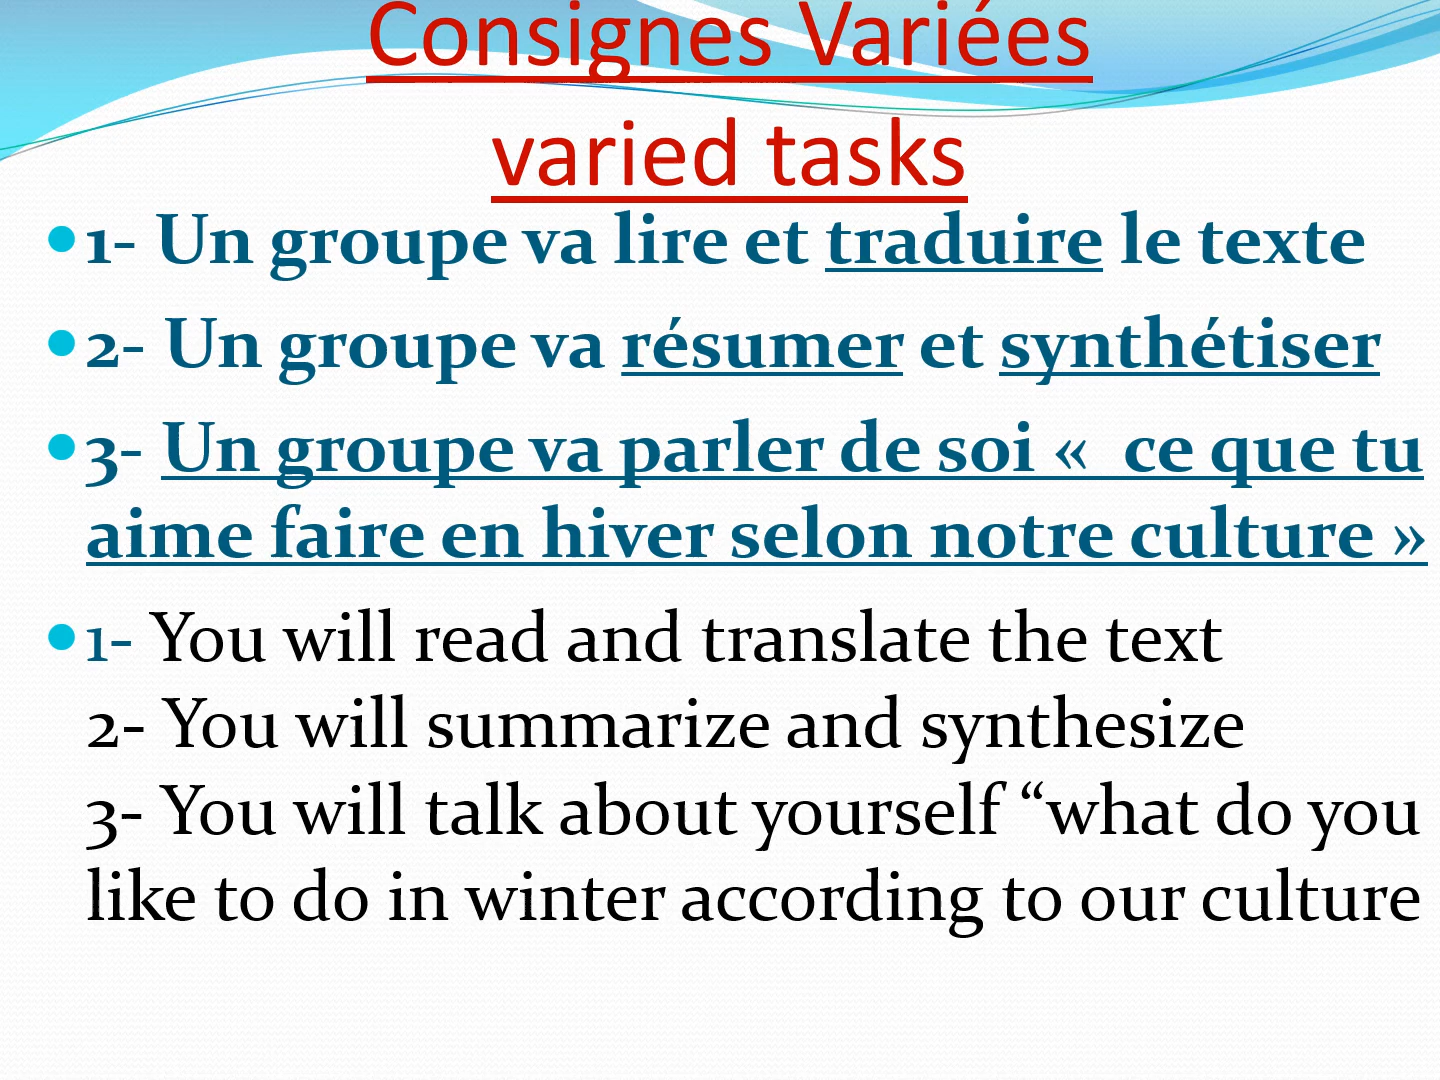 Consignes Variées
varied tasks
1- Un groupe va lire et traduire le texte
2- Un groupe va résumer et synthétiser
3- Un groupe va parler de soi «  ce que tu
aime faire en hiver selon notre culture »
1- You will read and translate the text
2- You will summarize and synthesize
3- You will talk about yourself “what do you
like to do in winter according to our culture